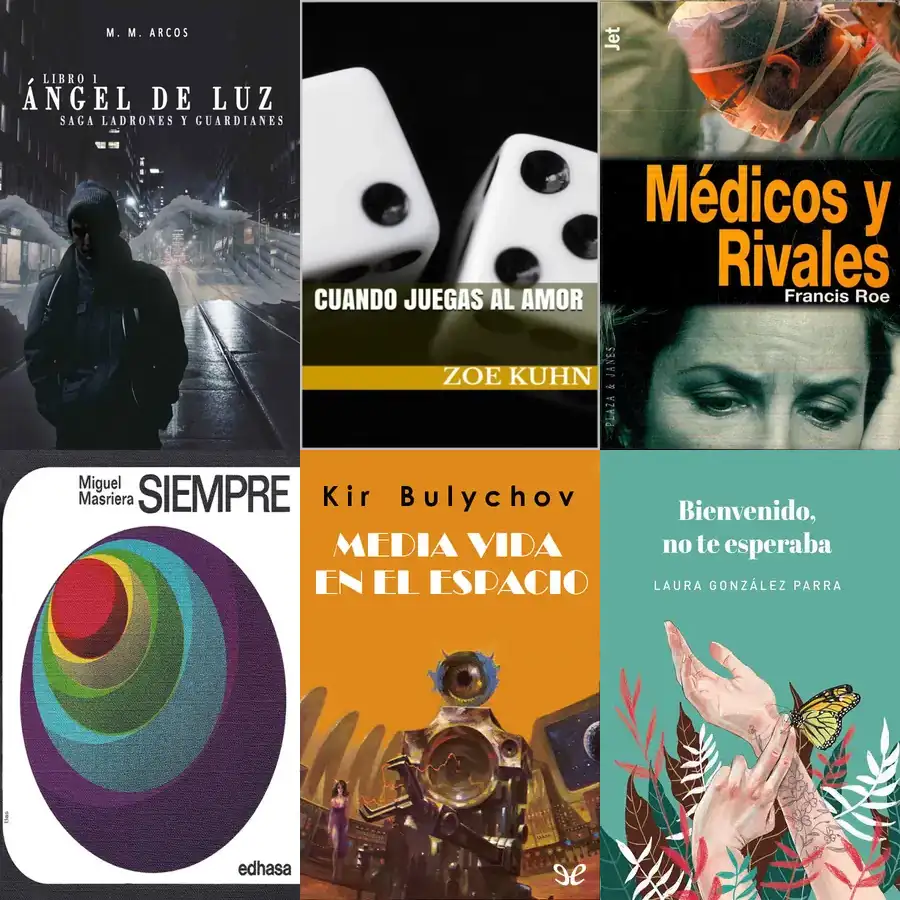 M. M. ARCOS
LIBRO 1
ÁNGEL DE LUZ
SAGA LADRONES Y GUARDIANES
CUANDO JUEGAS AL AMOR
ZOE KUHN
Jet
Médicos y
Rivales
Francis Roe
PLAZA & JANES
Miguel
Masriera
SIEMPRE
edhasa
Kir Bulychov
MEDIA VIDA
EN EL ESPACIO
Bienvenido,
no te esperaba
LAURA GONZÁLEZ PARRA